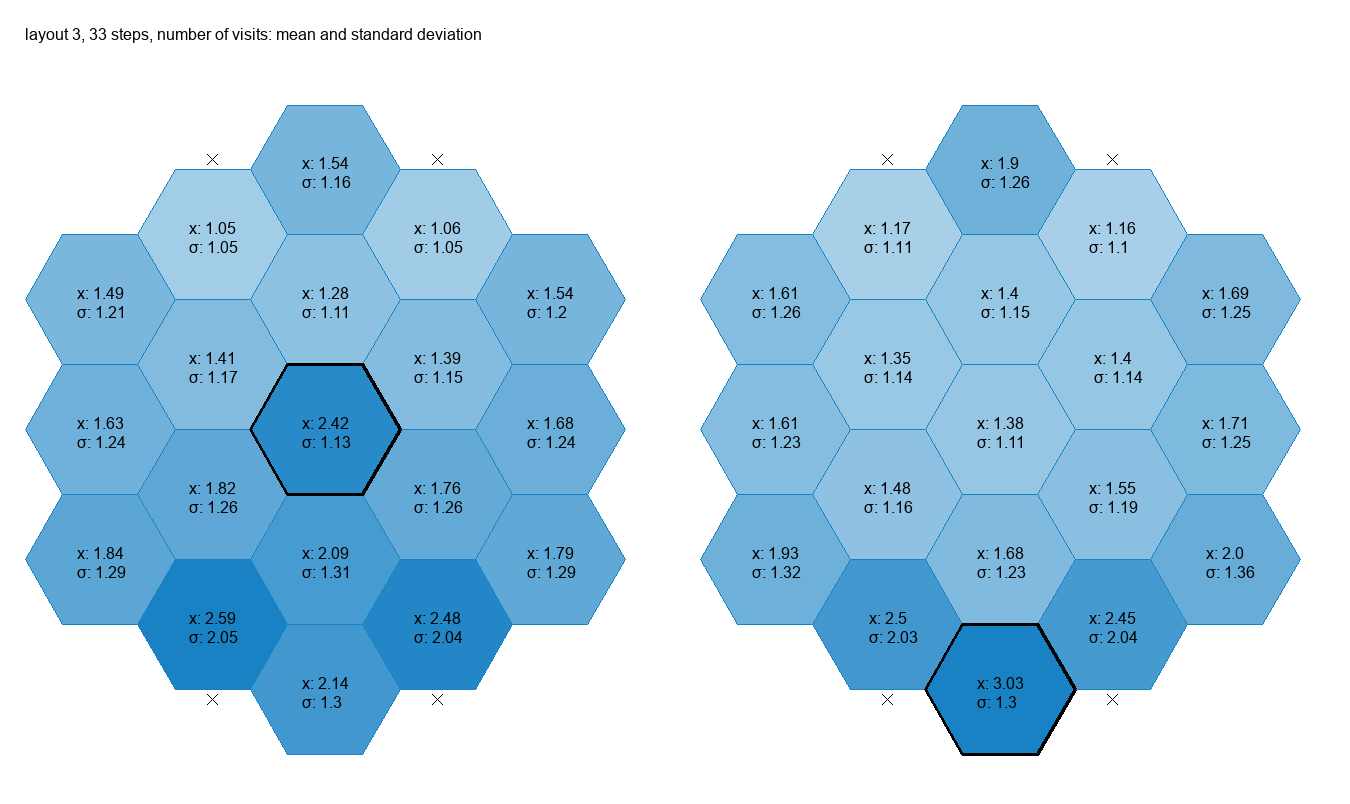 layout 3, 33 steps, number of visits: mean and standard deviation
x: 1.54
σ: 1.16
x: 1.05
σ: 1.05
x: 1.06
σ: 1.05
x: 1.49
σ: 1.21
x: 1.28
σ: 1.11
x: 1.54
σ: 1.2
x: 1.41
σ: 1.17
x: 1.39
σ: 1.15
x: 1.63
σ: 1.24
x: 2.42
σ: 1.13
x: 1.68
σ: 1.24
x: 1.82
σ: 1.26
x: 1.76
σ: 1.26
x: 1.84
σ: 1.29
x: 2.09
σ: 1.31
x: 1.79
σ: 1.29
x: 2.59
σ: 2.05
x: 2.48
σ: 2.04
x: 2.14
σ: 1.3
x: 1.9
σ: 1.26
x: 1.17
σ: 1.11
x: 1.16
σ: 1.1
x: 1.61
σ: 1.26
x: 1.4
σ: 1.15
x: 1.69
σ: 1.25
x: 1.35
σ: 1.14
x: 1.4
σ: 1.14
x: 1.61
σ: 1.23
x: 1.38
σ: 1.11
x: 1.71
σ: 1.25
x: 1.48
σ: 1.16
x: 1.55
σ: 1.19
x: 1.93
σ: 1.32
x: 1.68
σ: 1.23
x: 2.0
σ: 1.36
x: 2.5
σ: 2.03
x: 2.45
σ: 2.04
x: 3.03
σ: 1.3